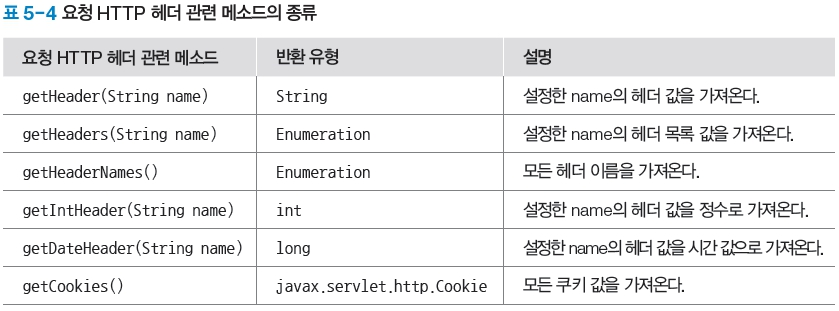 표 5-4 요청 HTTP 헤더 관련 메소드의 종류
요청 HTTP 헤더 관련 메소드 반환 유형 설명
getHeader(String name) String 설정한 name의 헤더 값을 가져온다.
getHeaders(String name) Enumeration 설정한 name의 헤더 목록 값을 가져온다.
getHeaderNames() Enumeration 모든 헤더 이름을 가져온다.
getIntHeader(String name) int 설정한 name의 헤더 값을 정수로 가져온다.
getDateHeader(String name) long 설정한 name의 헤더 값을 시간 값으로 가져온다.
getCookies() javax.servlet.http.Cookie 모든 쿠키 값을 가져온다.